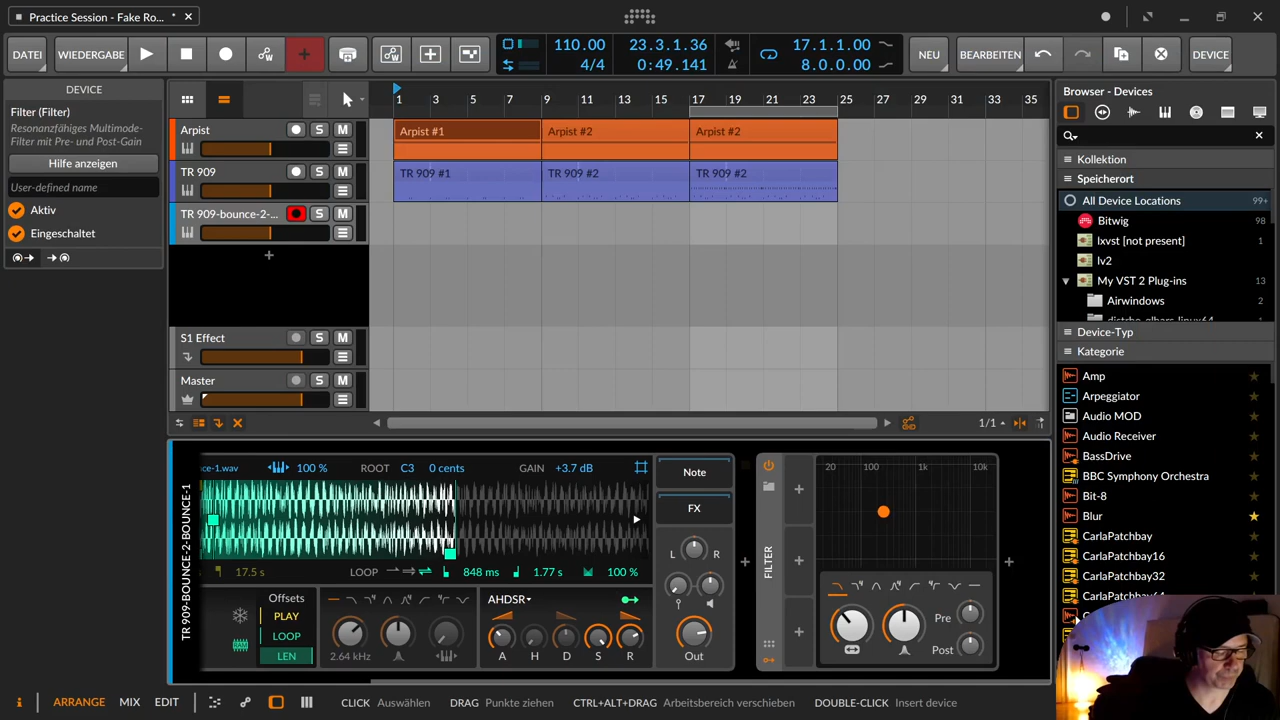 Practice Session - Fake Ro... *
DATEI
WIEDERGABE
110.00
4/4
23.3.1.36
0:49.141
17.1.1.00
8.0.0.00
NEU
BEARBEITEN
DEVICE
DEVICE
Filter (Filter)
Resonanzfähiges Multimode-
Filter mit Pre- und Post-Gain
Hilfe anzeigen
User-defined name
Aktiv
Eingeschaltet
1 3 5 7 9 11 13 15 17 19 21 23 25 27 29 31 33 35
Arpist
S M
Arpist #1
Arpist #2
Arpist #2
TR 909
S M
TR 909 #1
TR 909 #2
TR 909 #2
TR 909-bounce-2-...
S M
+
S1 Effect
S M
Master
S M
1/1
Browser - Devices
Kollektion
Speicherort
All Device Locations 99+
Bitwig 98
lxvst [not present] 1
lv2
My VST 2 Plug-ins 13
Airwindows 2
distrho-glbars-linux64
Device-Typ
Kategorie
Amp
Arpeggiator
Audio MOD
Audio Receiver
BassDrive
BBC Symphony Orchestra
Bit-8
Blur
CarlaPatchbay
CarlaPatchbay16
CarlaPatchbay32
CarlaPatchbay64
TR 909-BOUNCE-2-BOUNCE-1
nce-1.wav
100 %
ROOT C3 0 cents
GAIN +3.7 dB
17.5 s
LOOP
848 ms
1.77 s
100 %
Offsets
PLAY
LOOP
LEN
2.64 kHz
AHDSR
A H D S R
Note
FX
L R
Out
FILTER
20 100 1k 10k
Pre
Post
ARRANGE MIX EDIT
CLICK Auswählen
DRAG Punkte ziehen
CTRL+ALT+DRAG Arbeitsbereich verschieben
DOUBLE-CLICK Insert device